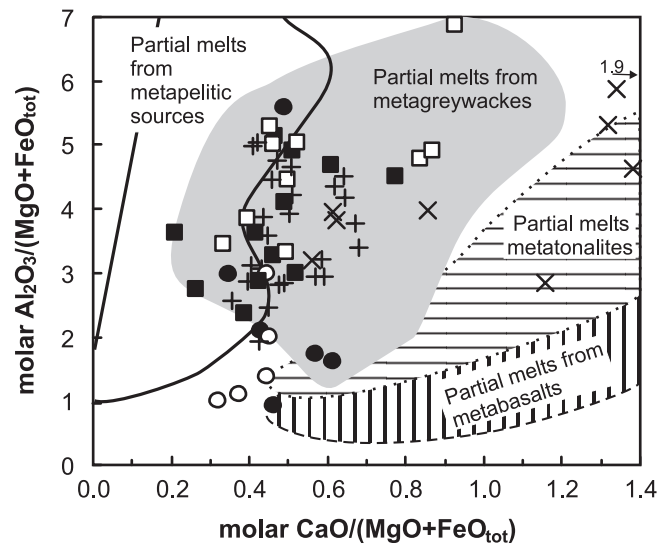 7
6
5
4
3
2
1
0
molar Al₂O₃/(MgO+FeOtot)
Partial melts
from
metapelitic
sources
Partial melts from
metagreywackes
1.9
Partial melts
metatonalites
Partial melts from
metabasalts
0.0 0.2 0.4 0.6 0.8 1.0 1.2 1.4
molar CaO/(MgO+FeOtot)